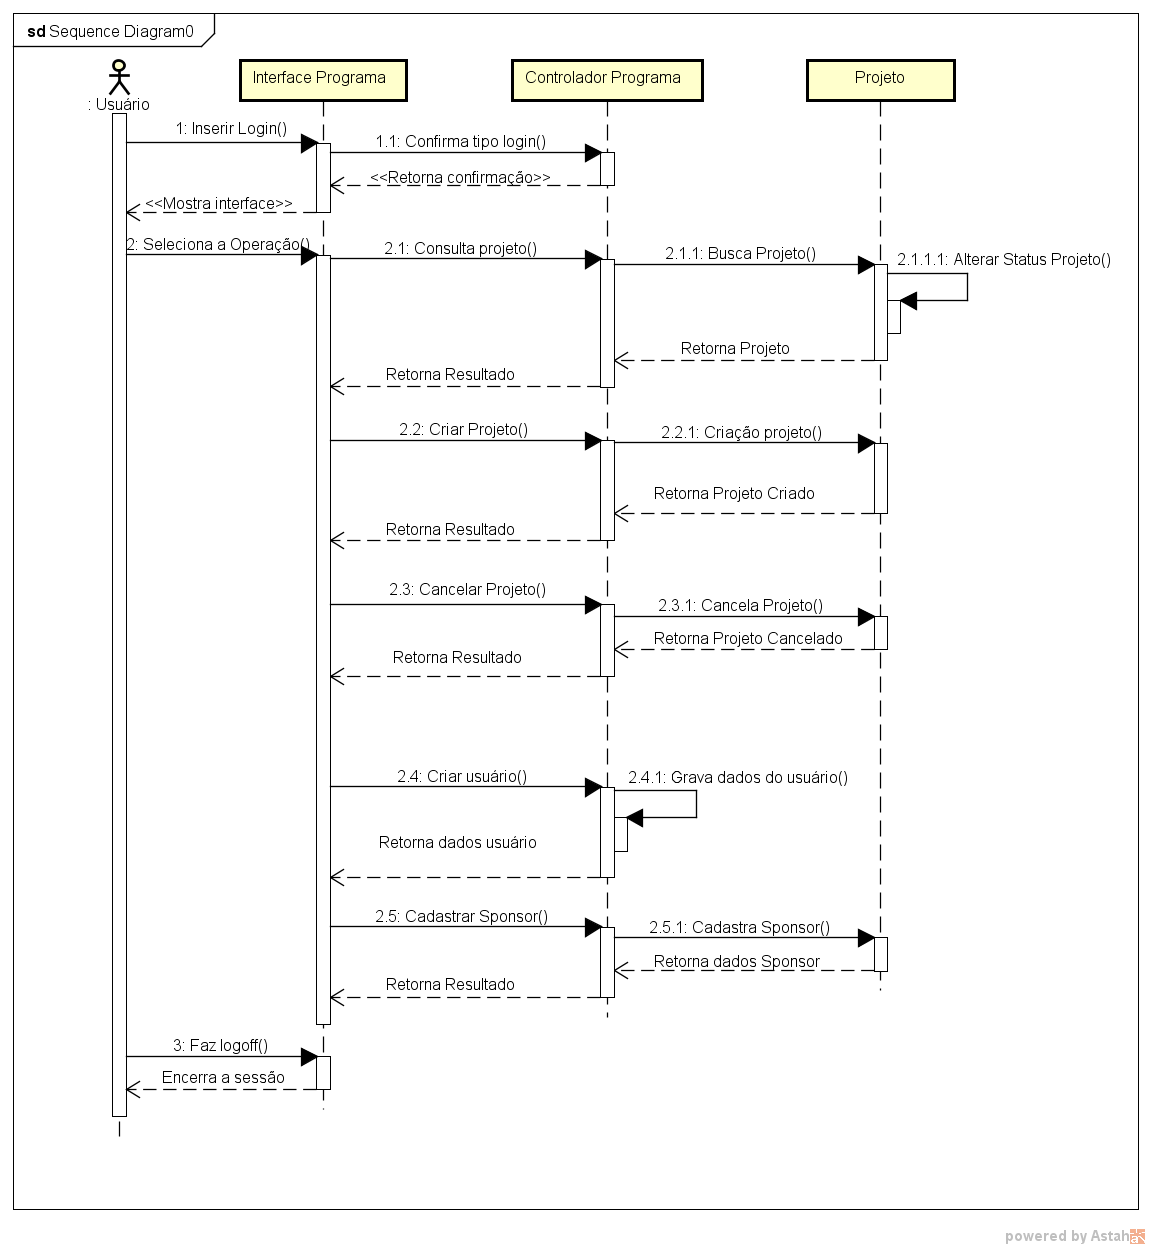 sd Sequence Diagram0
: Usuário
Interface Programa
Controlador Programa
Projeto
1: Inserir Login()
1.1: Confirma tipo login()
<<Retorna confirmação>>
<<Mostra interface>>
2: Seleciona a Operação()
2.1: Consulta projeto()
2.1.1: Busca Projeto()
2.1.1.1: Alterar Status Projeto()
Retorna Projeto
Retorna Resultado
2.2: Criar Projeto()
2.2.1: Criação projeto()
Retorna Projeto Criado
Retorna Resultado
2.3: Cancelar Projeto()
2.3.1: Cancela Projeto()
Retorna Projeto Cancelado
Retorna Resultado
2.4: Criar usuário()
2.4.1: Grava dados do usuário()
Retorna dados usuário
2.5: Cadastrar Sponsor()
2.5.1: Cadastra Sponsor()
Retorna dados Sponsor
Retorna Resultado
3: Faz logoff()
Encerra a sessão
powered by Astah